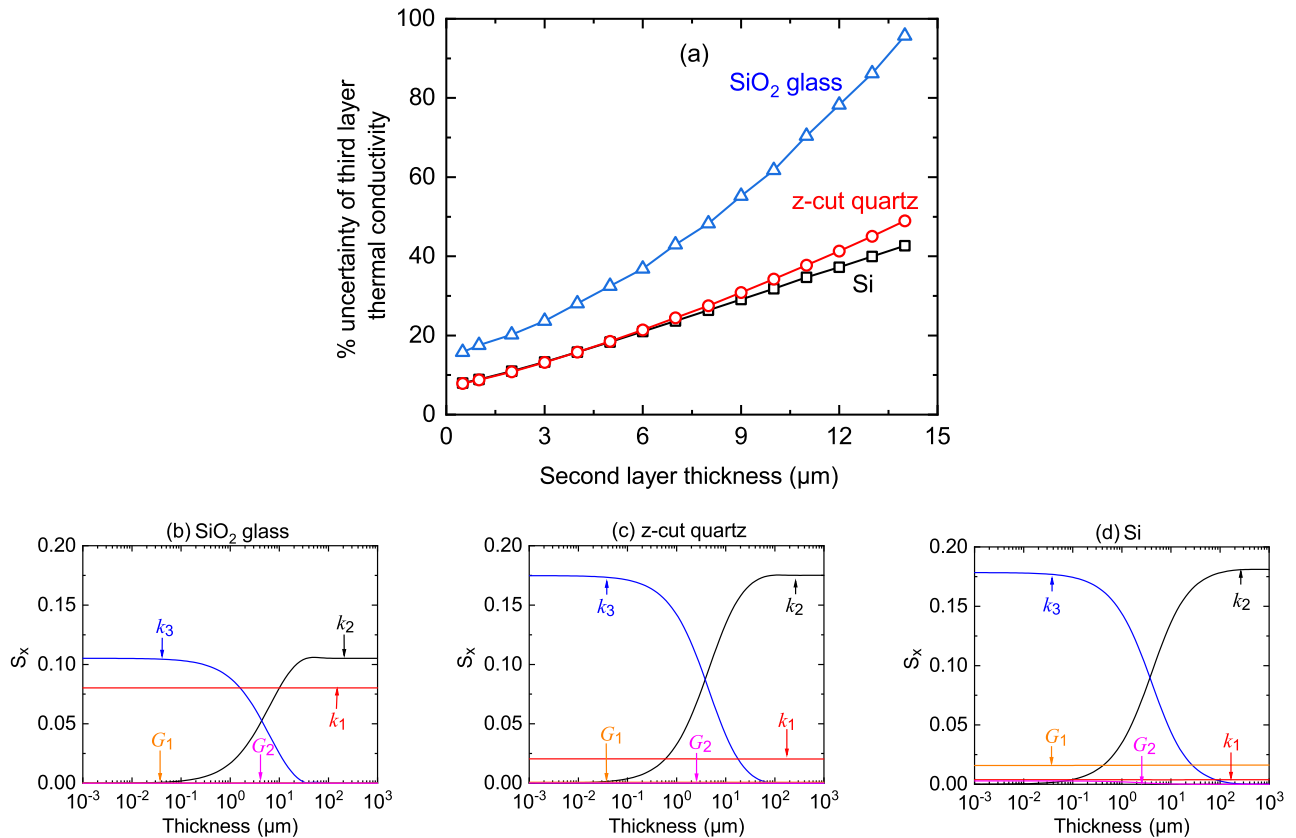 (a)
SiO2 glass
z-cut quartz
Si
% uncertainty of third layer
thermal conductivity
100
80
60
40
20
0
0 3 6 9 12 15
Second layer thickness (µm)
(b) SiO2 glass
0.20
0.15
0.10
0.05
0.00
Sx
k3
k2
k1
G1
G2
10-3 10-2 10-1 100 101 102 103
Thickness (µm)
(c) z-cut quartz
0.20
0.15
0.10
0.05
0.00
Sx
k3
k2
k1
G1
G2
10-3 10-2 10-1 100 101 102 103
Thickness (µm)
(d) Si
0.20
0.15
0.10
0.05
0.00
Sx
k3
k2
G1
G2
k1
10-3 10-2 10-1 100 101 102 103
Thickness (µm)